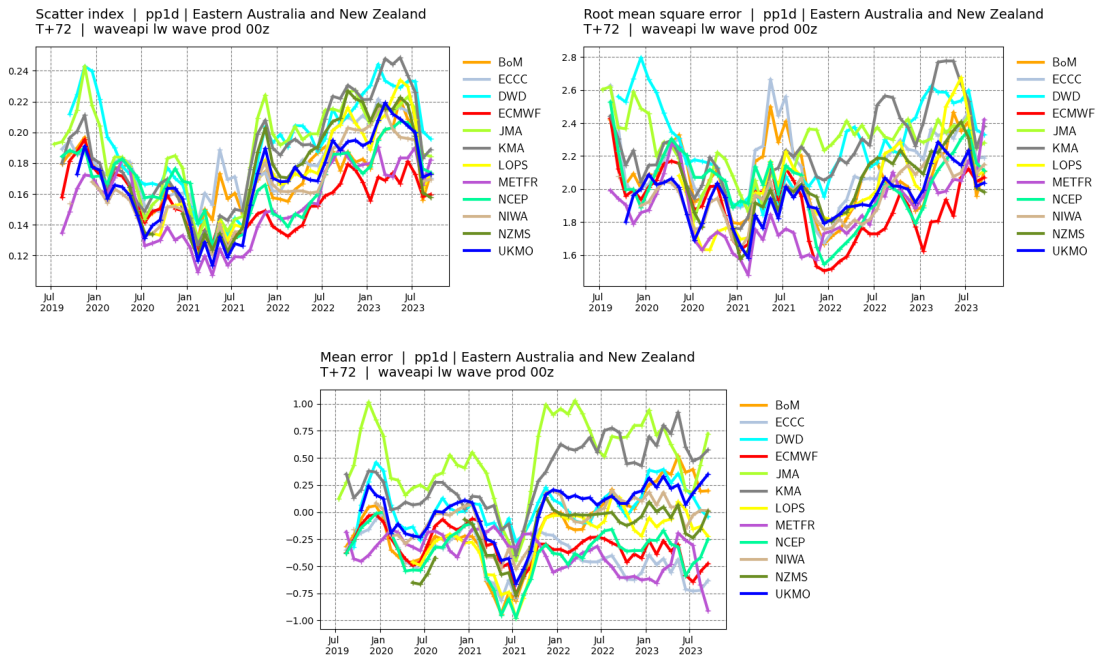 Scatter index | pp1d | Eastern Australia and New Zealand
T+72 | waveapi lw wave prod 00z
0.24
0.22
0.20
0.18
0.16
0.14
0.12
Jul Jan Jul Jan Jul Jan Jul Jan Jul
2019 2020 2020 2021 2021 2022 2022 2023 2023
BoM
ECCC
DWD
ECMWF
JMA
KMA
LOPS
METFR
NCEP
NIWA
NZMS
UKMO
Root mean square error | pp1d | Eastern Australia and New Zealand
T+72 | waveapi lw wave prod 00z
2.8
2.6
2.4
2.2
2.0
1.8
1.6
Jul Jan Jul Jan Jul Jan Jul Jan Jul
2019 2020 2020 2021 2021 2022 2022 2023 2023
BoM
ECCC
DWD
ECMWF
JMA
KMA
LOPS
METFR
NCEP
NIWA
NZMS
UKMO
Mean error | pp1d | Eastern Australia and New Zealand
T+72 | waveapi lw wave prod 00z
1.00
0.75
0.50
0.25
0.00
−0.25
−0.50
−0.75
−1.00
Jul Jan Jul Jan Jul Jan Jul Jan Jul
2019 2020 2020 2021 2021 2022 2022 2023 2023
BoM
ECCC
DWD
ECMWF
JMA
KMA
LOPS
METFR
NCEP
NIWA
NZMS
UKMO